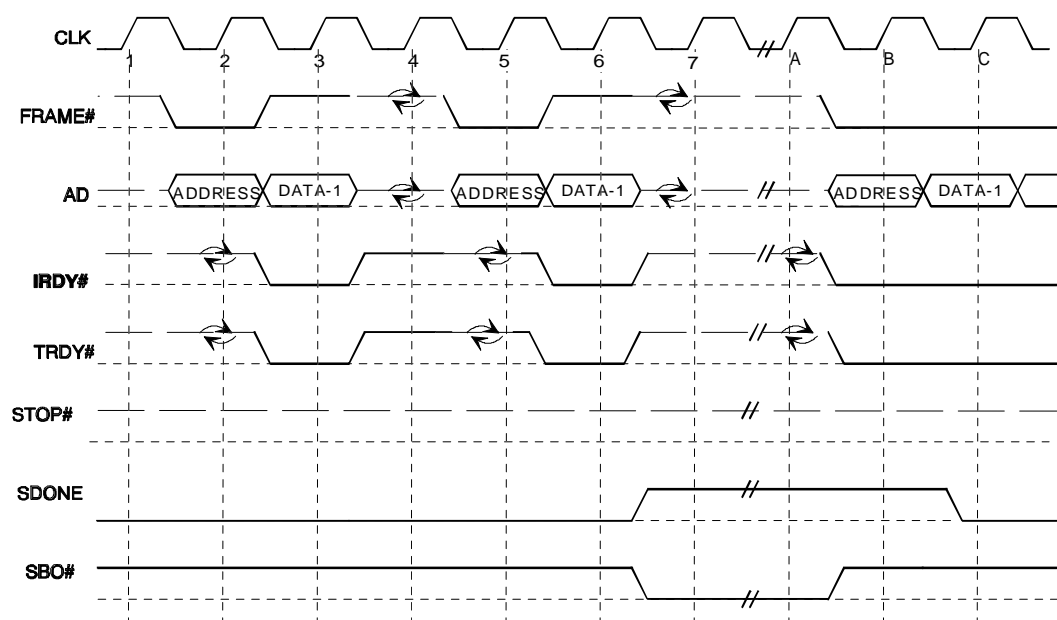 CLK
1 2 3 4 5 6 7 A B C
FRAME#
AD ADDRESS DATA-1 ADDRESS DATA-1 ADDRESS DATA-1
IRDY#
TRDY#
STOP#
SDONE
SBO#